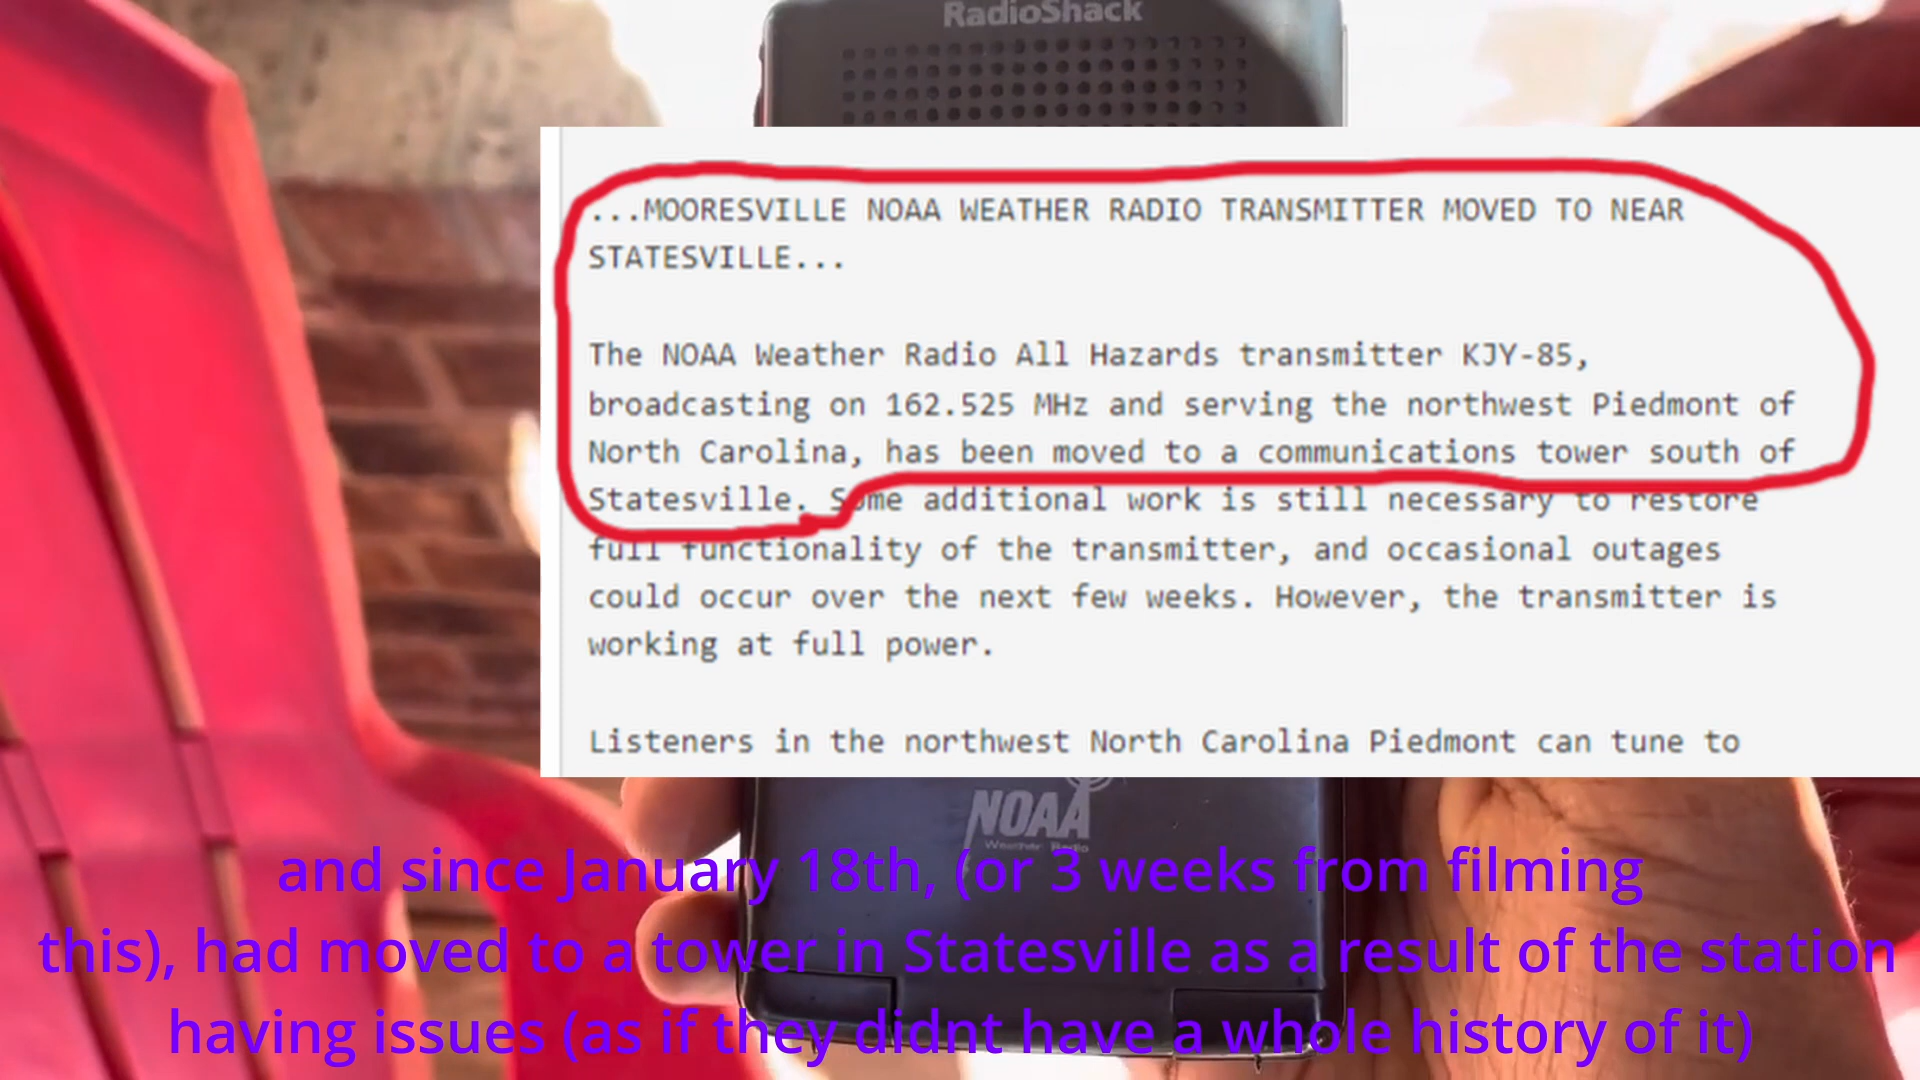 RadioShack
...MOORESVILLE NOAA WEATHER RADIO TRANSMITTER MOVED TO NEAR
STATESVILLE...
The NOAA Weather Radio All Hazards transmitter KJY-85,
broadcasting on 162.525 MHz and serving the northwest Piedmont of
North Carolina, has been moved to a communications tower south of
Statesville. Some additional work is still necessary to restore
full functionality of the transmitter, and occasional outages
could occur over the next few weeks. However, the transmitter is
working at full power.
Listeners in the northwest North Carolina Piedmont can tune to
NOAA
Weather Radio
and since January 18th, (or 3 weeks from filming
this), had moved to a tower in Statesville as a result of the station
having issues (as if they didnt have a whole history of it)